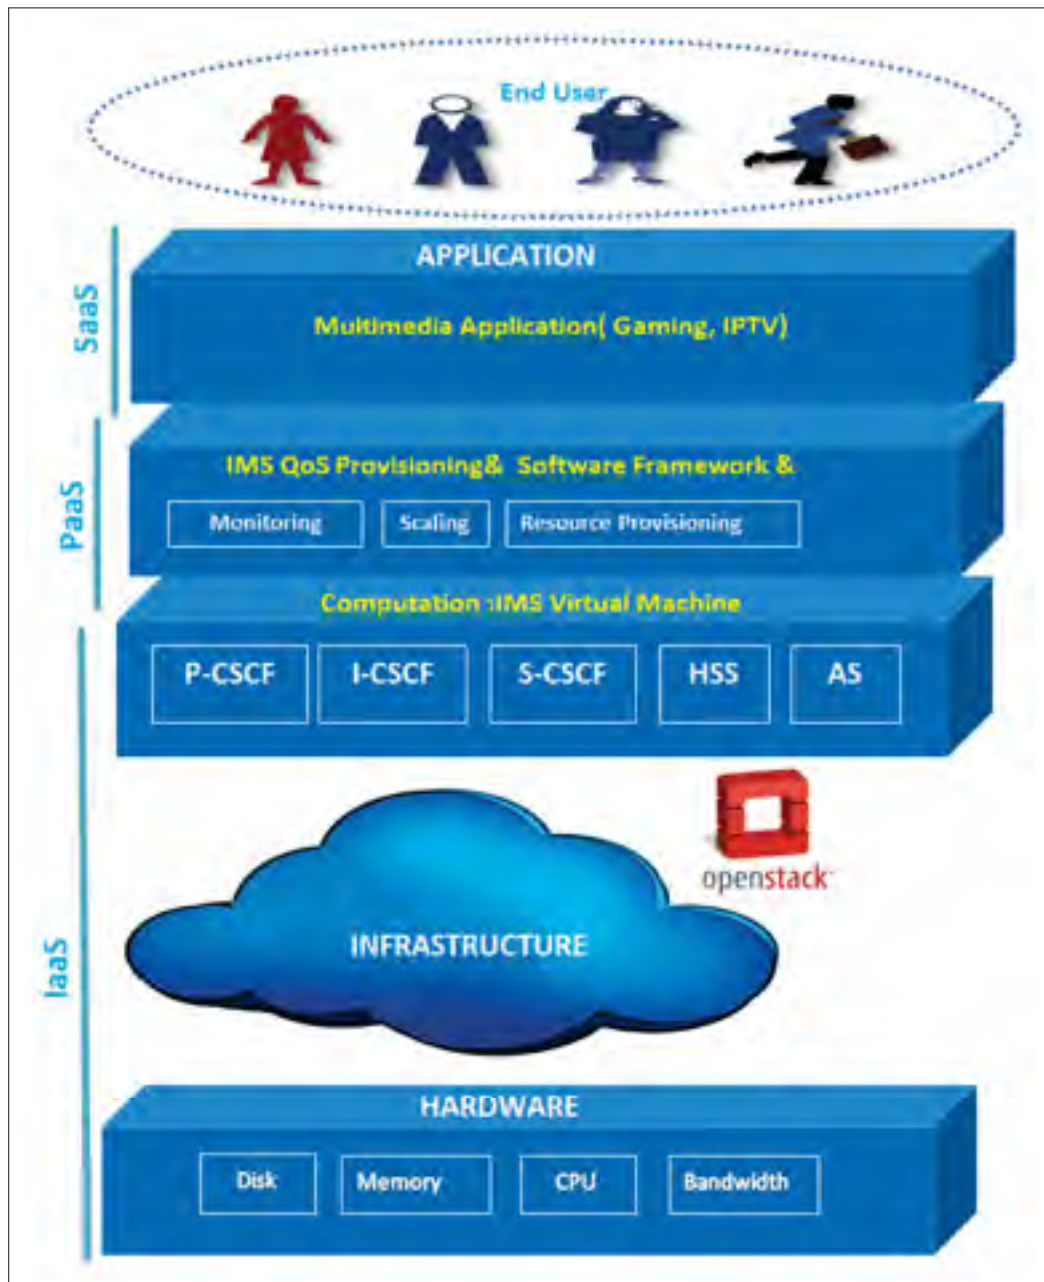 End User
SaaS
APPLICATION
Multimedia Application( Gaming, IPTV)
PaaS
IMS QoS Provisioning& Software Framework &
Monitoring
Scaling
Resource Provisioning
IaaS
Computation :IMS Virtual Machine
P-CSCF
I-CSCF
S-CSCF
HSS
AS
openstack
INFRASTRUCTURE
HARDWARE
Disk
Memory
CPU
Bandwidth